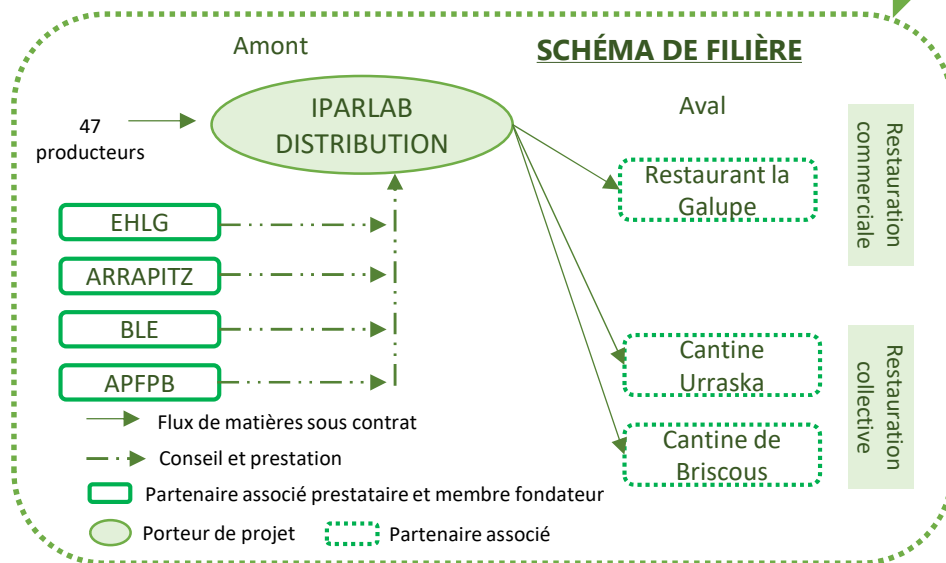 Amont
SCHÉMA DE FILIÈRE
IPARLAB
DISTRIBUTION
Aval
47
producteurs
Restaurant la
Galupe
Restauration
commerciale
EHLG
ARRAPITZ
BLE
APFPB
Cantine
Urraska
Cantine de
Briscous
Restauration
collective
Flux de matières sous contrat
Conseil et prestation
Partenaire associé prestataire et membre fondateur
Porteur de projet
Partenaire associé